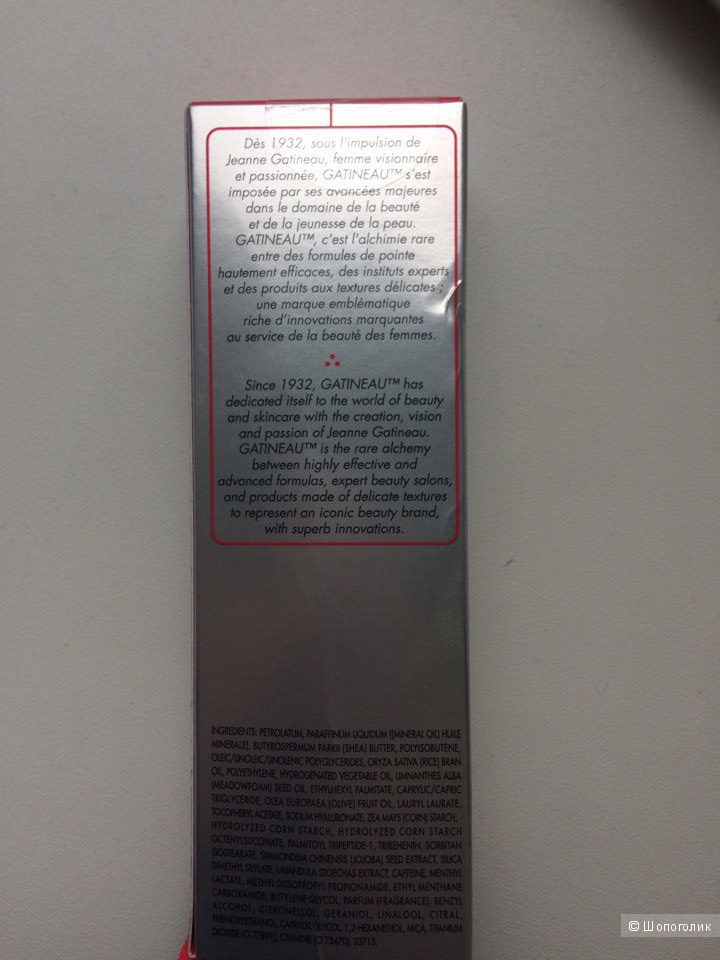 Dès 1932, sous l'impulsion de
Jeanne Gatineau, femme visionnaire
et passionnée, GATINEAU™ s'est
imposée par ses avancées majeures
dans le domaine de la beauté
et de la jeunesse de la peau.
GATINEAU™, c'est l'alchimie rare
entre des formules de pointe
hautement efficaces, des instituts experts
et des produits aux textures délicates ;
une marque emblématique
riche d'innovations marquantes
au service de la beauté des femmes.
Since 1932, GATINEAU™ has
dedicated itself to the world of beauty
and skincare with the creation, vision
and passion of Jeanne Gatineau.
GATINEAU™ is the rare alchemy
between highly effective and
advanced formulas, expert beauty salons,
and products made of delicate textures
to represent an iconic beauty brand,
with superb innovations.
INGREDIENTS: PETROLATUM, PARAFFINUM LIQUIDUM ((MINERAL OIL) HUILE
MINERALE), BUTYROSPERMUM PARKII (SHEA) BUTTER, POLYISOBUTENE,
OLEIC/LINOLEIC/LINOLENIC POLYGLYCERIDES, ORYZA SATIVA (RICE) BRAN
OIL, POLYETHYLENE, HYDROGENATED VEGETABLE OIL, LIMNANTHES ALBA
(MEADOWFOAM) SEED OIL, ETHYLHEXYL PALMITATE, CAPRYLIC/CAPRIC
TRIGLYCERIDE, OLEA EUROPAEA (OLIVE) FRUIT OIL, LAURYL LAURATE,
TOCOPHERYL ACETATE, SODIUM HYALURONATE, ZEA MAYS (CORN) STARCH,
HYDROLYZED CORN STARCH, HYDROLYZED CORN STARCH
OCTENYLSUCCINATE, PALMITOYL TRIPEPTIDE-1, TRIBEHENIN, SORBITAN
ISOSTEARATE, SIMMONDSIA CHINENSIS (JOJOBA) SEED EXTRACT, SILICA
DIMETHYL SILYLATE, LAVANDULA STOECHAS EXTRACT, CAFFEINE, MENTHYL
LACTATE, METHYL DIISOPROPYL PROPIONAMIDE, ETHYL MENTHANE
CARBOXAMIDE, BUTYLENE GLYCOL, PARFUM (FRAGRANCE), BENZYL
ALCOHOL, CITRONELLOL, GERANIOL, LINALOOL, CITRAL,
PHENOXYETHANOL, CAPRYLYL GLYCOL, 1,2-HEXANEDIOL, MICA, TITANIUM
DIOXIDE (CI 77891), CARMINE (CI 75470). 23715.
© Шопоголик